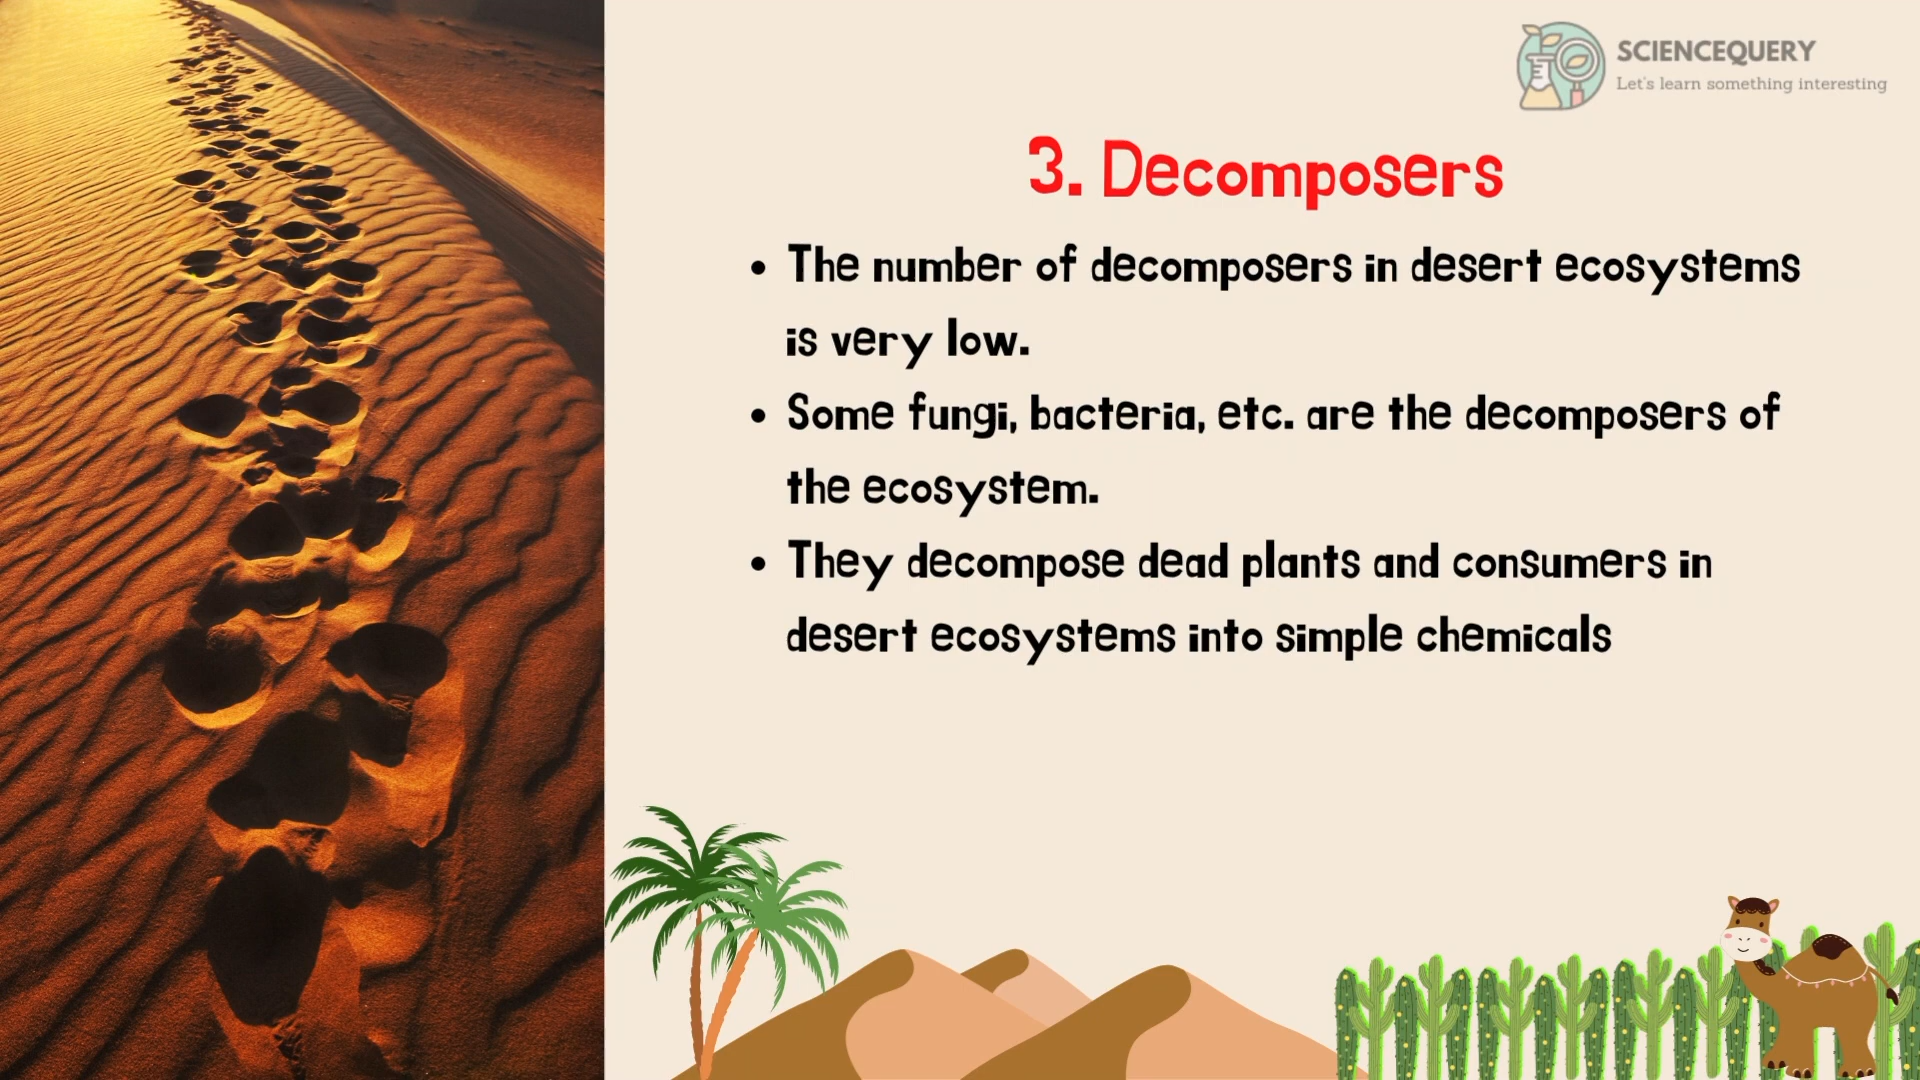 SCIENCEQUERY
Let's learn something interesting
3. Decomposers
• The number of decomposers in desert ecosystems
is very low.
• Some fungi, bacteria, etc. are the decomposers of
the ecosystem.
• They decompose dead plants and consumers in
desert ecosystems into simple chemicals